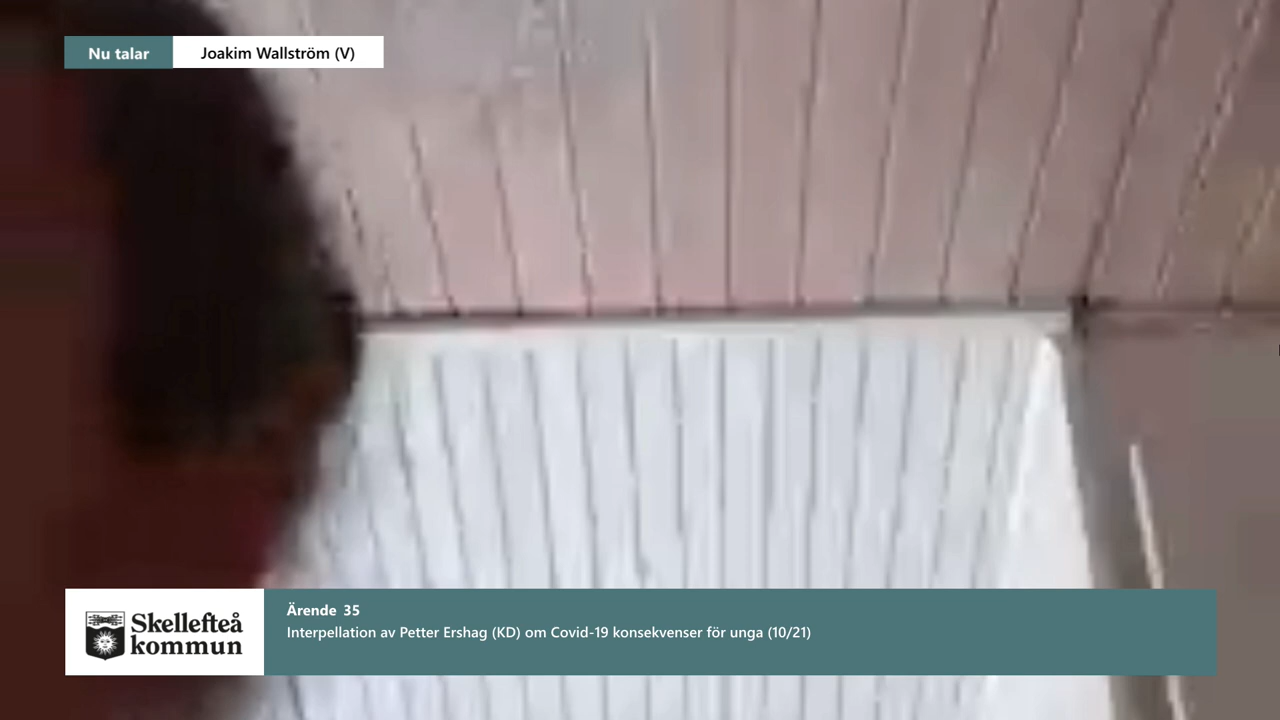 Nu talar
Joakim Wallström (V)
Skellefteå
kommun
Ärende 35
Interpellation av Petter Ershag (KD) om Covid-19 konsekvenser för unga (10/21)